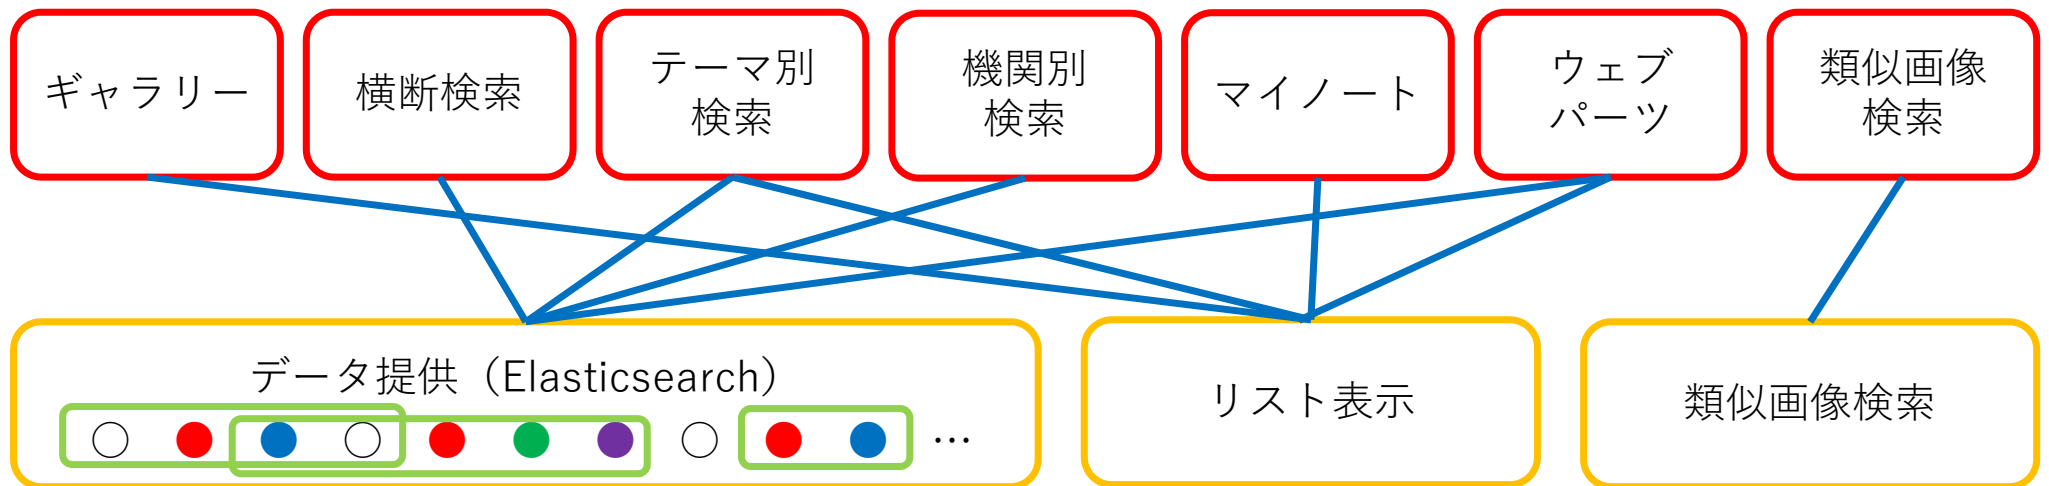 ギャラリー
横断検索
テーマ別
検索
機関別
検索
マイノート
ウェブ
パーツ
類似画像
検索
データ提供（Elasticsearch）
…
リスト表示
類似画像検索